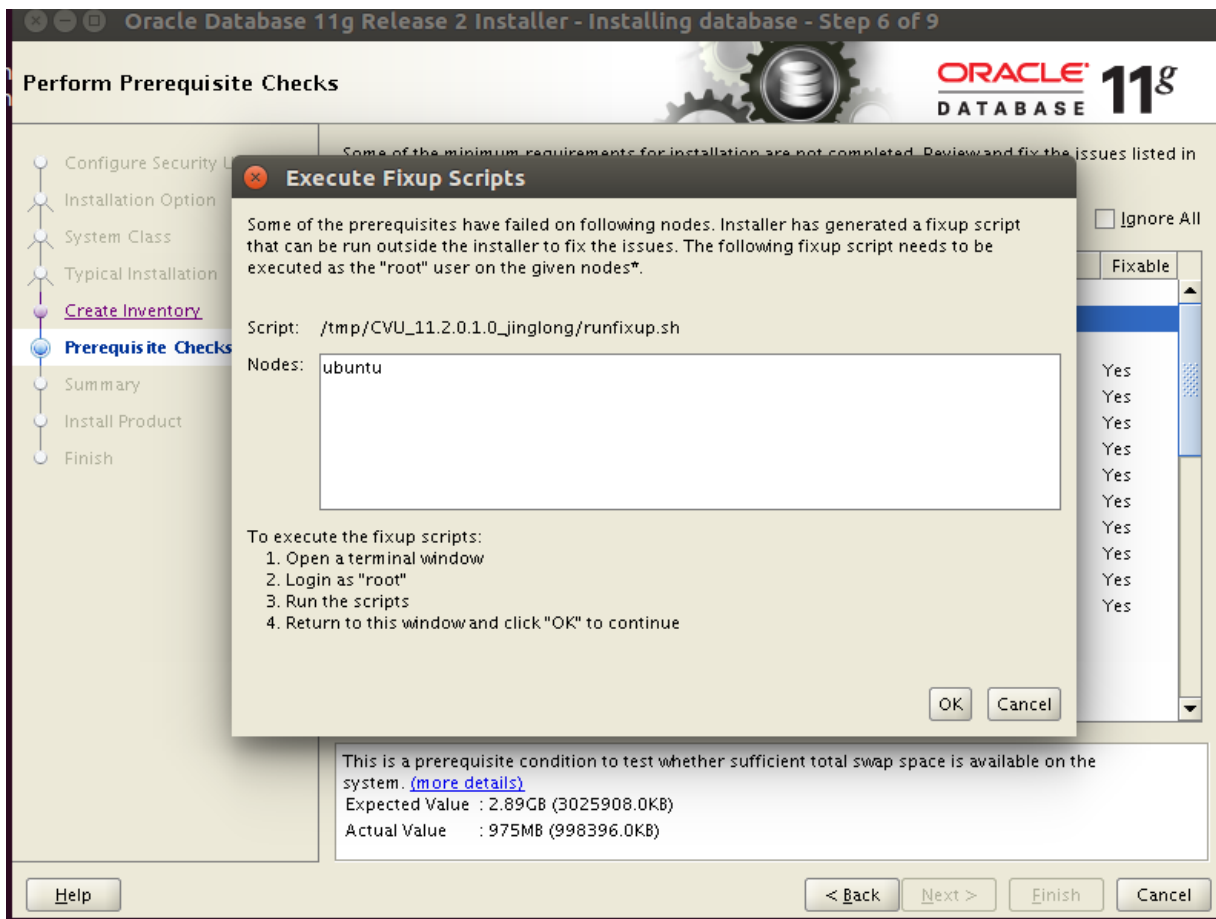 Oracle Database 11g Release 2 Installer - Installing database - Step 6 of 9
Perform Prerequisite Checks
ORACLE
DATABASE
11g
Configure Security U
Installation Option
System Class
Typical Installation
Create Inventory
Prerequisite Checks
Summary
Install Product
Finish
Some of the minimum requirements for installation are not completed. Review and fix the issues listed in
Ignore All
Fixable
Yes
Yes
Yes
Yes
Yes
Yes
Yes
Yes
Yes
Yes
Execute Fixup Scripts
Some of the prerequisites have failed on following nodes. Installer has generated a fixup script
that can be run outside the installer to fix the issues. The following fixup script needs to be
executed as the "root" user on the given nodes*.
Script: /tmp/CVU_11.2.0.1.0_jinglong/runfixup.sh
Nodes: ubuntu
To execute the fixup scripts:
1. Open a terminal window
2. Login as "root"
3. Run the scripts
4. Return to this window and click "OK" to continue
OK Cancel
This is a prerequisite condition to test whether sufficient total swap space is available on the
system. (more details)
Expected Value : 2.89GB (3025908.0KB)
Actual Value : 975MB (998396.0KB)
Help < Back Next > Finish Cancel